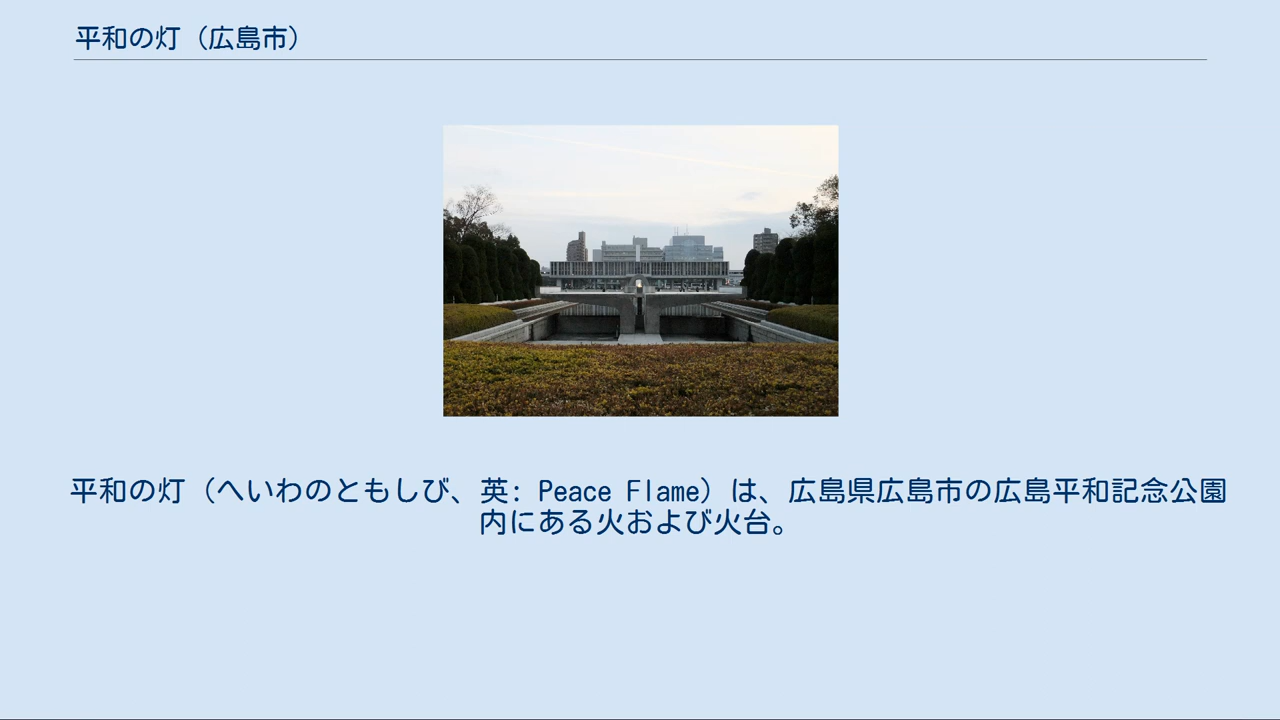 平和の灯（広島市）
平和の灯（へいわのともしび、英: Peace Flame）は、広島県広島市の広島平和記念公園
内にある火および火台。